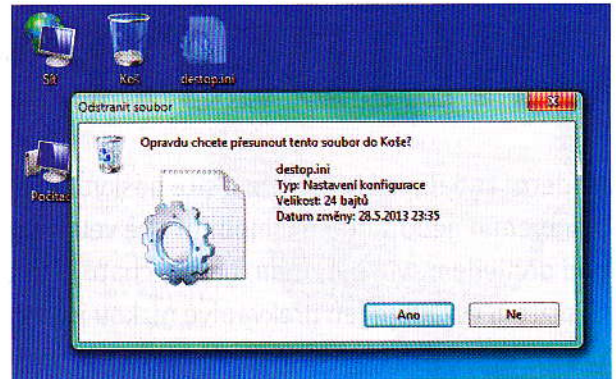 Síť Koš destop.ini
Počítač
Odstranit soubor
Opravdu chcete přesunout tento soubor do Koše?
destop.ini
Typ: Nastavení konfigurace
Velikost: 24 bajtů
Datum změny: 28.5.2013 23:35
Ano Ne